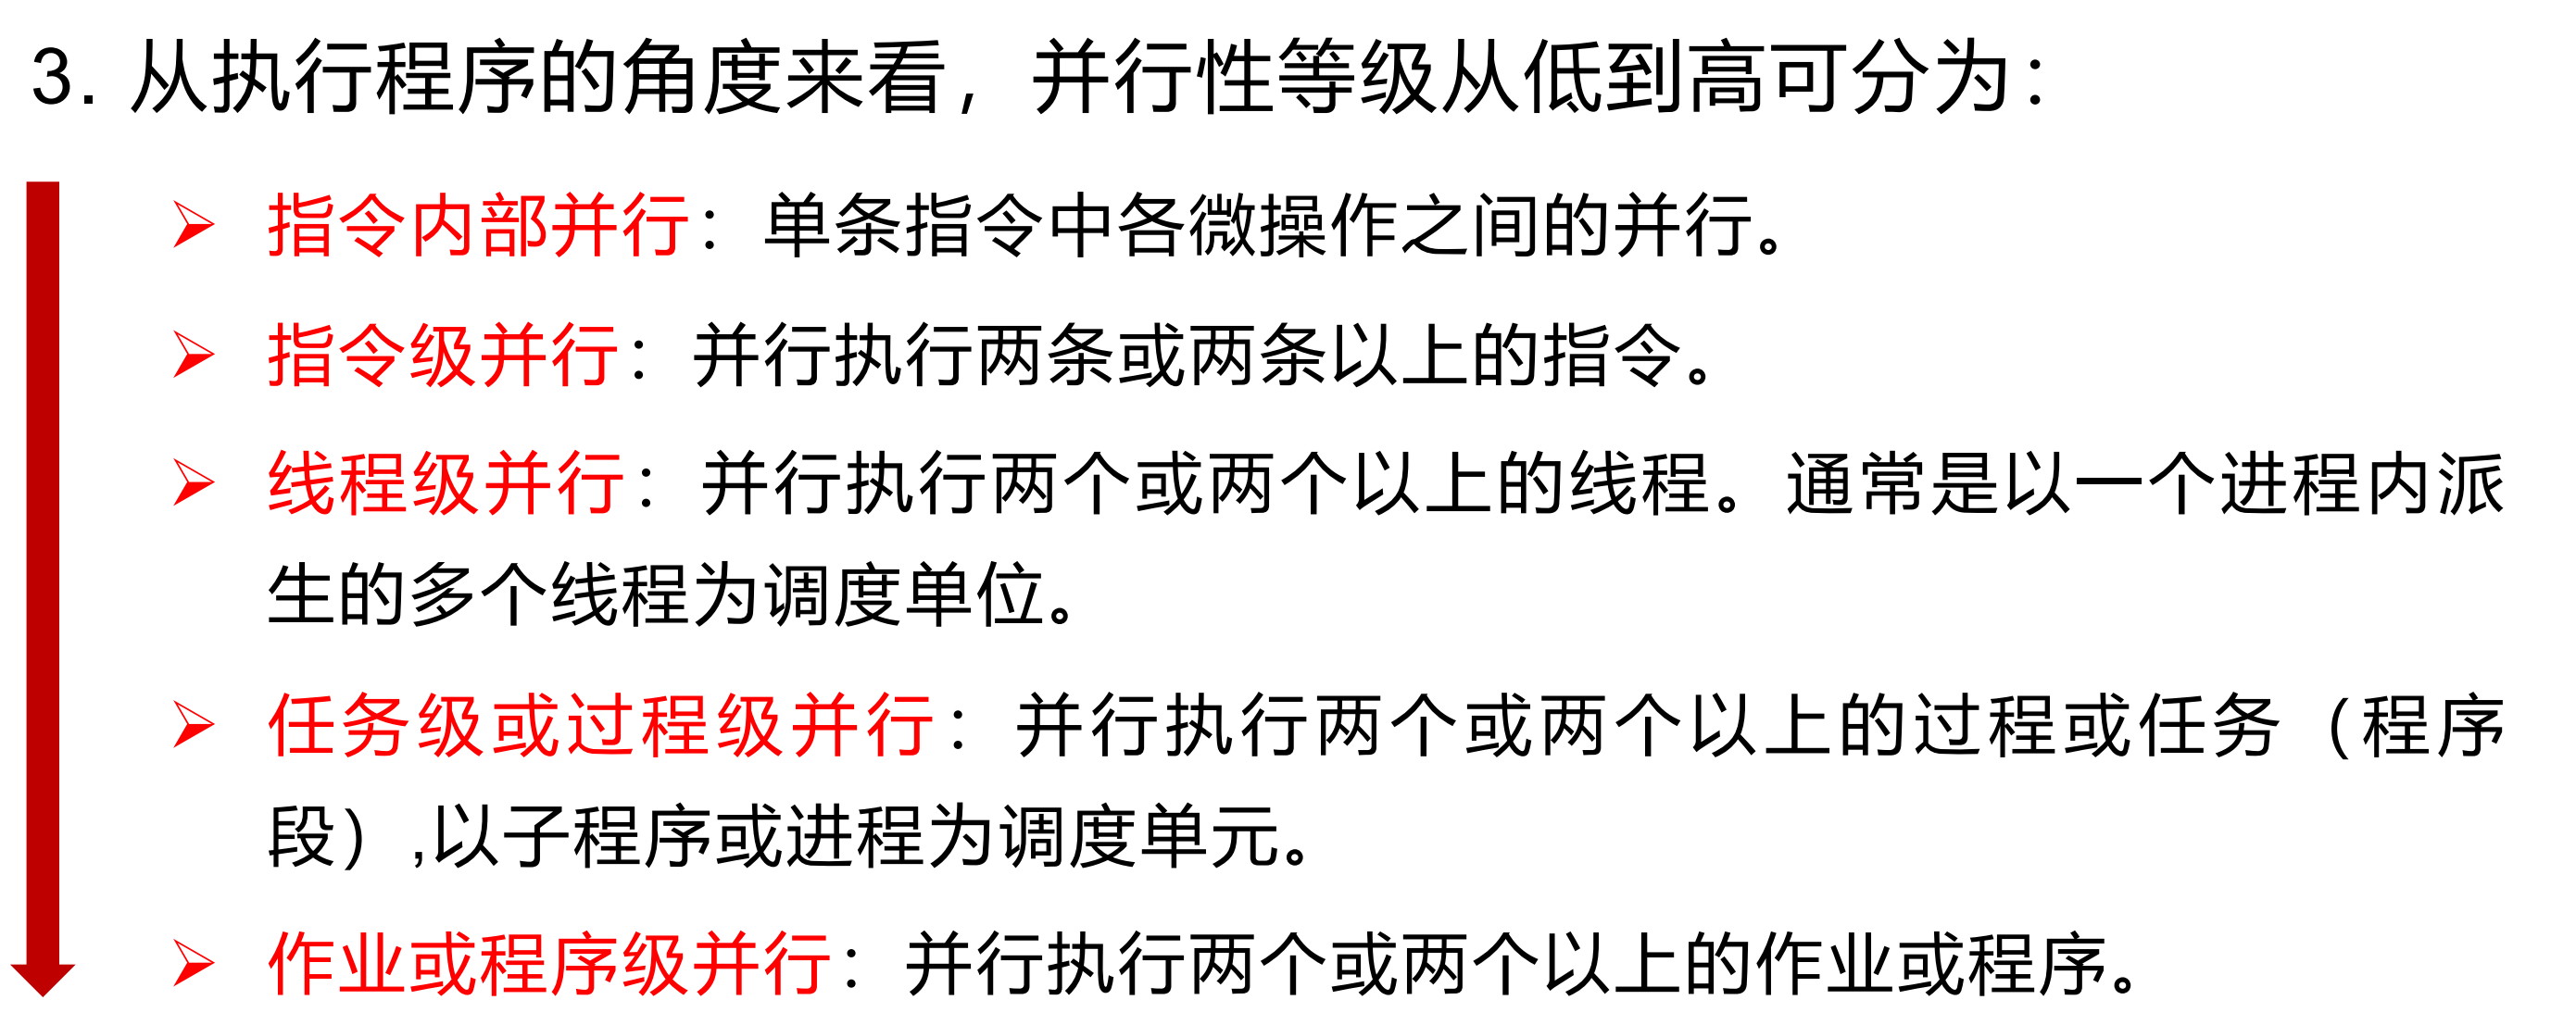 3. 从执行程序的角度来看，并行性等级从低到高可分为：
指令内部并行：单条指令中各微操作之间的并行。
指令级并行：并行执行两条或两条以上的指令。
线程级并行：并行执行两个或两个以上的线程。通常是以一个进程内派
生的多个线程为调度单位。
任务级或过程级并行：并行执行两个或两个以上的过程或任务（程序
段）,以子程序或进程为调度单元。
作业或程序级并行：并行执行两个或两个以上的作业或程序。